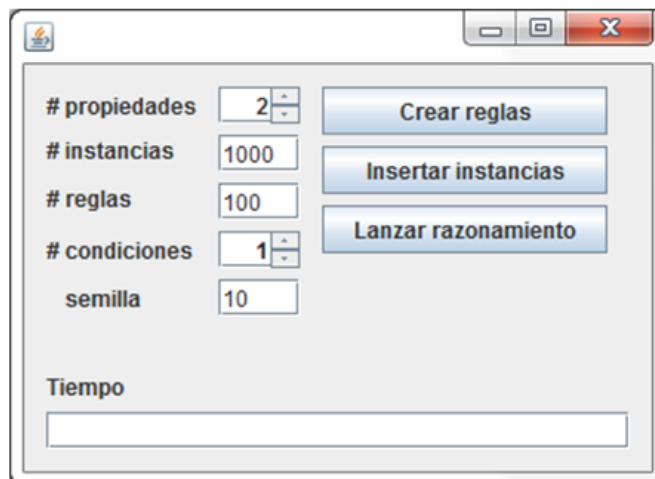 # propiedades 2 Crear reglas
# instancias 1000 Insertar instancias
# reglas 100 Lanzar razonamiento
# condiciones 1
semilla 10
Tiempo